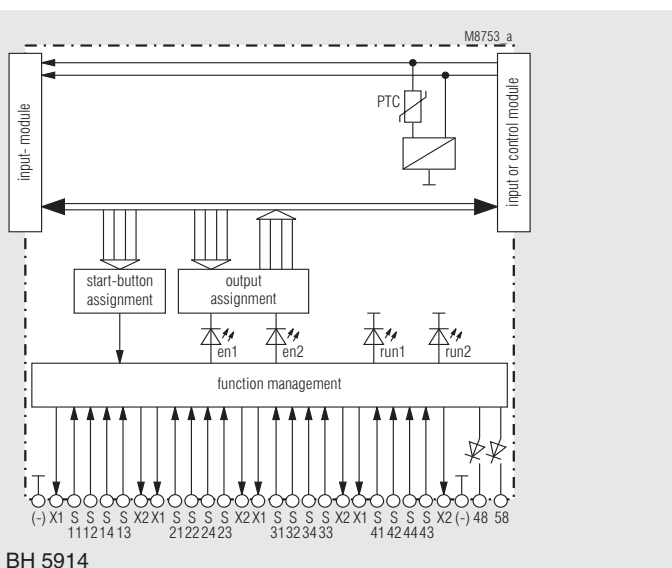 M8753_a
input- module
input or control module
PTC
start-button
assignment
output
assignment
en1
en2
run1
run2
function management
(-) X1 S S S S X2 X1 S S S S X2 X1 S S S S X2 X1 S S S S X2 (-) 48 58
11 12 14 13 21 22 24 23 31 32 34 33 41 42 44 43
BH 5914